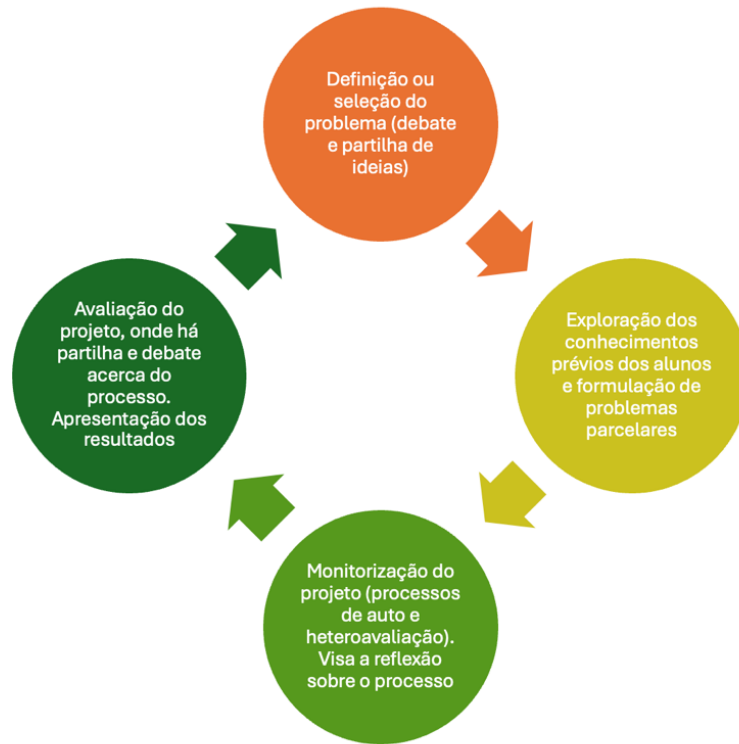 Definição ou
seleção do
problema (debate
e partilha de
ideias)
Exploração dos
conhecimentos
prévios dos alunos
e formulação de
problemas
parcelares
Monitorização do
projeto (processos
de auto e
heteroavaliação).
Visa a reflexão
sobre o processo
Avaliação do
projeto, onde há
partilha e debate
acerca do
processo.
Apresentação dos
resultados